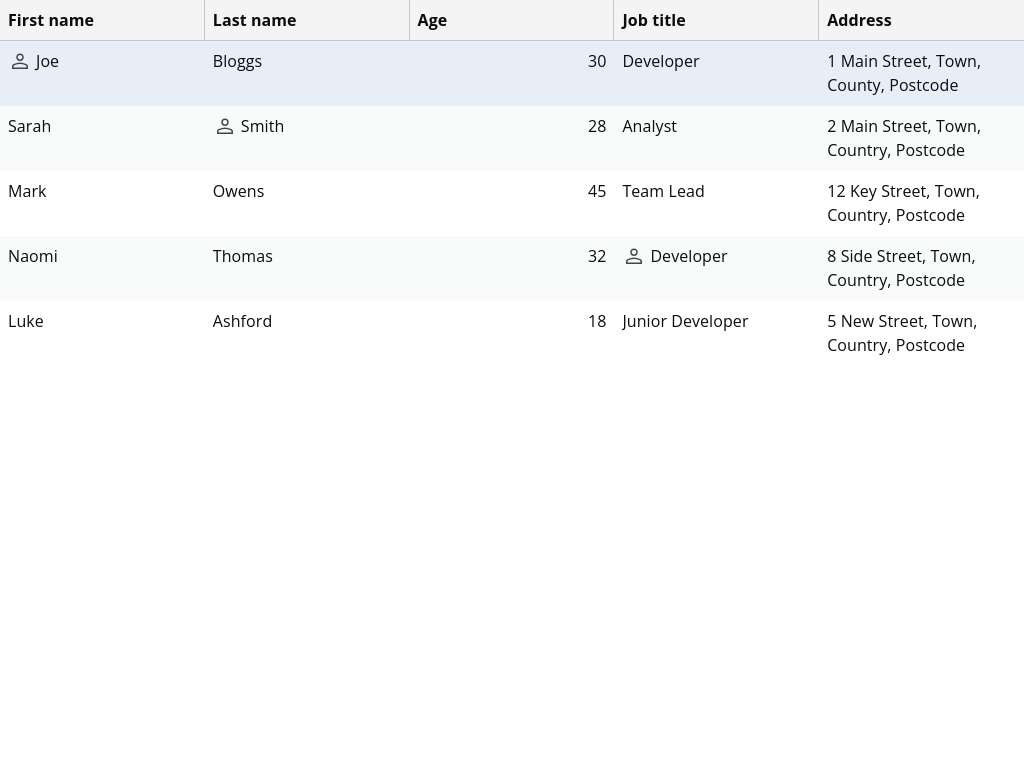 First name Last name Age Job title Address
Joe Bloggs 30 Developer 1 Main Street, Town,
County, Postcode
Sarah Smith 28 Analyst 2 Main Street, Town,
Country, Postcode
Mark Owens 45 Team Lead 12 Key Street, Town,
Country, Postcode
Naomi Thomas 32 Developer 8 Side Street, Town,
Country, Postcode
Luke Ashford 18 Junior Developer 5 New Street, Town,
Country, Postcode